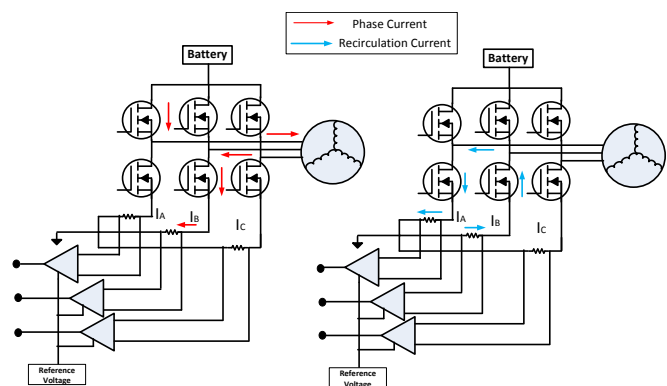 Phase Current
Recirculation Current
Battery
Battery
IA
IB
IC
IA
IB
IC
Reference
Voltage
Reference
Voltage